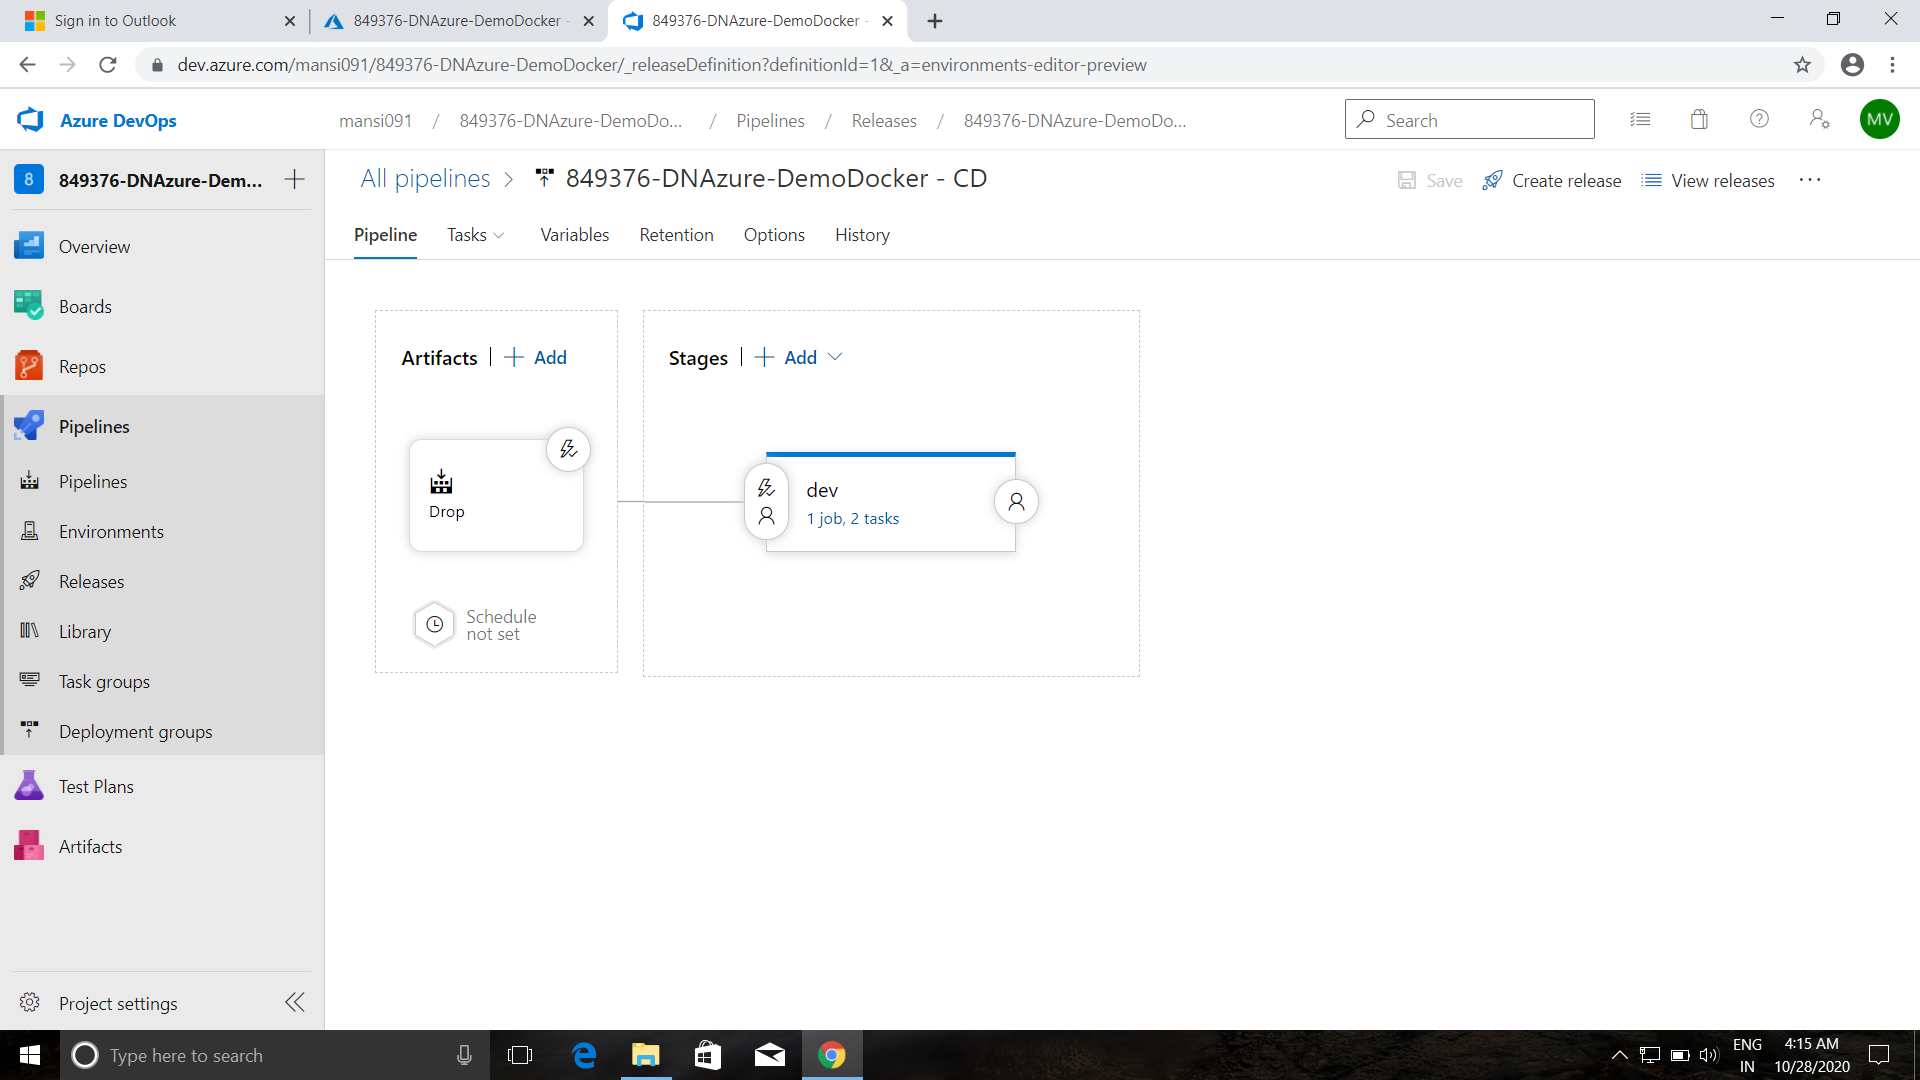 Sign in to Outlook
849376-DNAzure-DemoDocker -
849376-DNAzure-DemoDocker -
dev.azure.com/mansi091/849376-DNAzure-DemoDocker/_releaseDefinition?definitionId=1&_a=environments-editor-preview
Azure DevOps
mansi091 / 849376-DNAzure-DemoDo... / Pipelines / Releases / 849376-DNAzure-DemoDo...
Search
MV
8
849376-DNAzure-Dem...
All pipelines > 849376-DNAzure-DemoDocker - CD
Save
Create release
View releases
...
Pipeline
Tasks
Variables
Retention
Options
History
Overview
Boards
Repos
Pipelines
Pipelines
Environments
Releases
Library
Task groups
Deployment groups
Test Plans
Artifacts
Project settings
Artifacts | + Add
Drop
Schedule
not set
Stages | + Add
dev
1 job, 2 tasks
Type here to search
ENG
IN
4:15 AM
10/28/2020